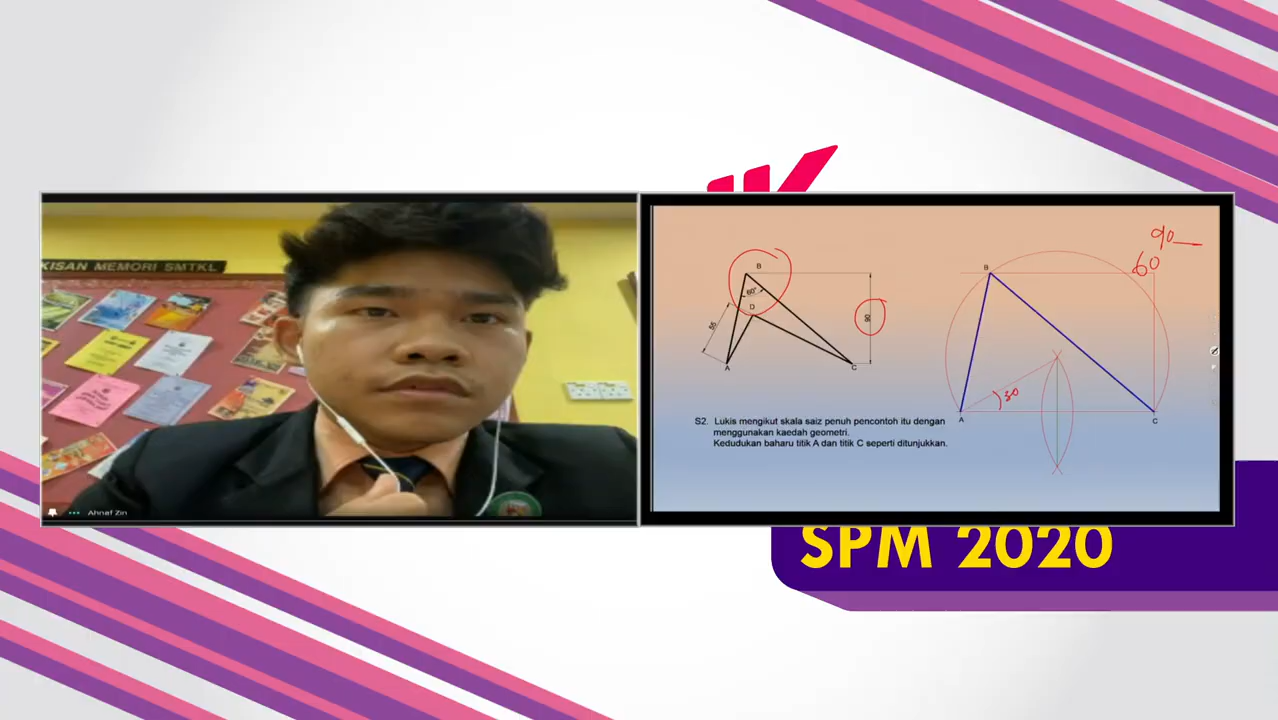 KISAN MEMORI SMTKL
Ahnaf Zin
B
60°
D
55
90
A
C
S2. Lukis mengikut skala saiz penuh pencontoh itu dengan
menggunakan kaedah geometri.
Kedudukan baharu titik A dan titik C seperti ditunjukkan.
90
60
B
30
A
C
SPM 2020